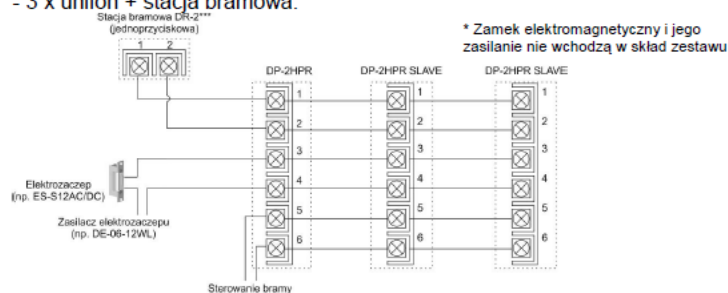 - 3 x unifon + stacja bramowa:
Stacja bramowa DR-2***
(jednoprzyciskowa)
1 2
* Zamek elektromagnetyczny i jego
zasilanie nie wchodzą w skład zestawu
DP-2HPR
DP-2HPR SLAVE
DP-2HPR SLAVE
1 1 1
2 2 2
3 3 3
4 4 4
5 5 5
6 6 6
Elektrozaczep
(np. ES-S12AC/DC)
Zasilacz elektrozaczepu
(np. DE-06-12WL)
Sterowanie bramy